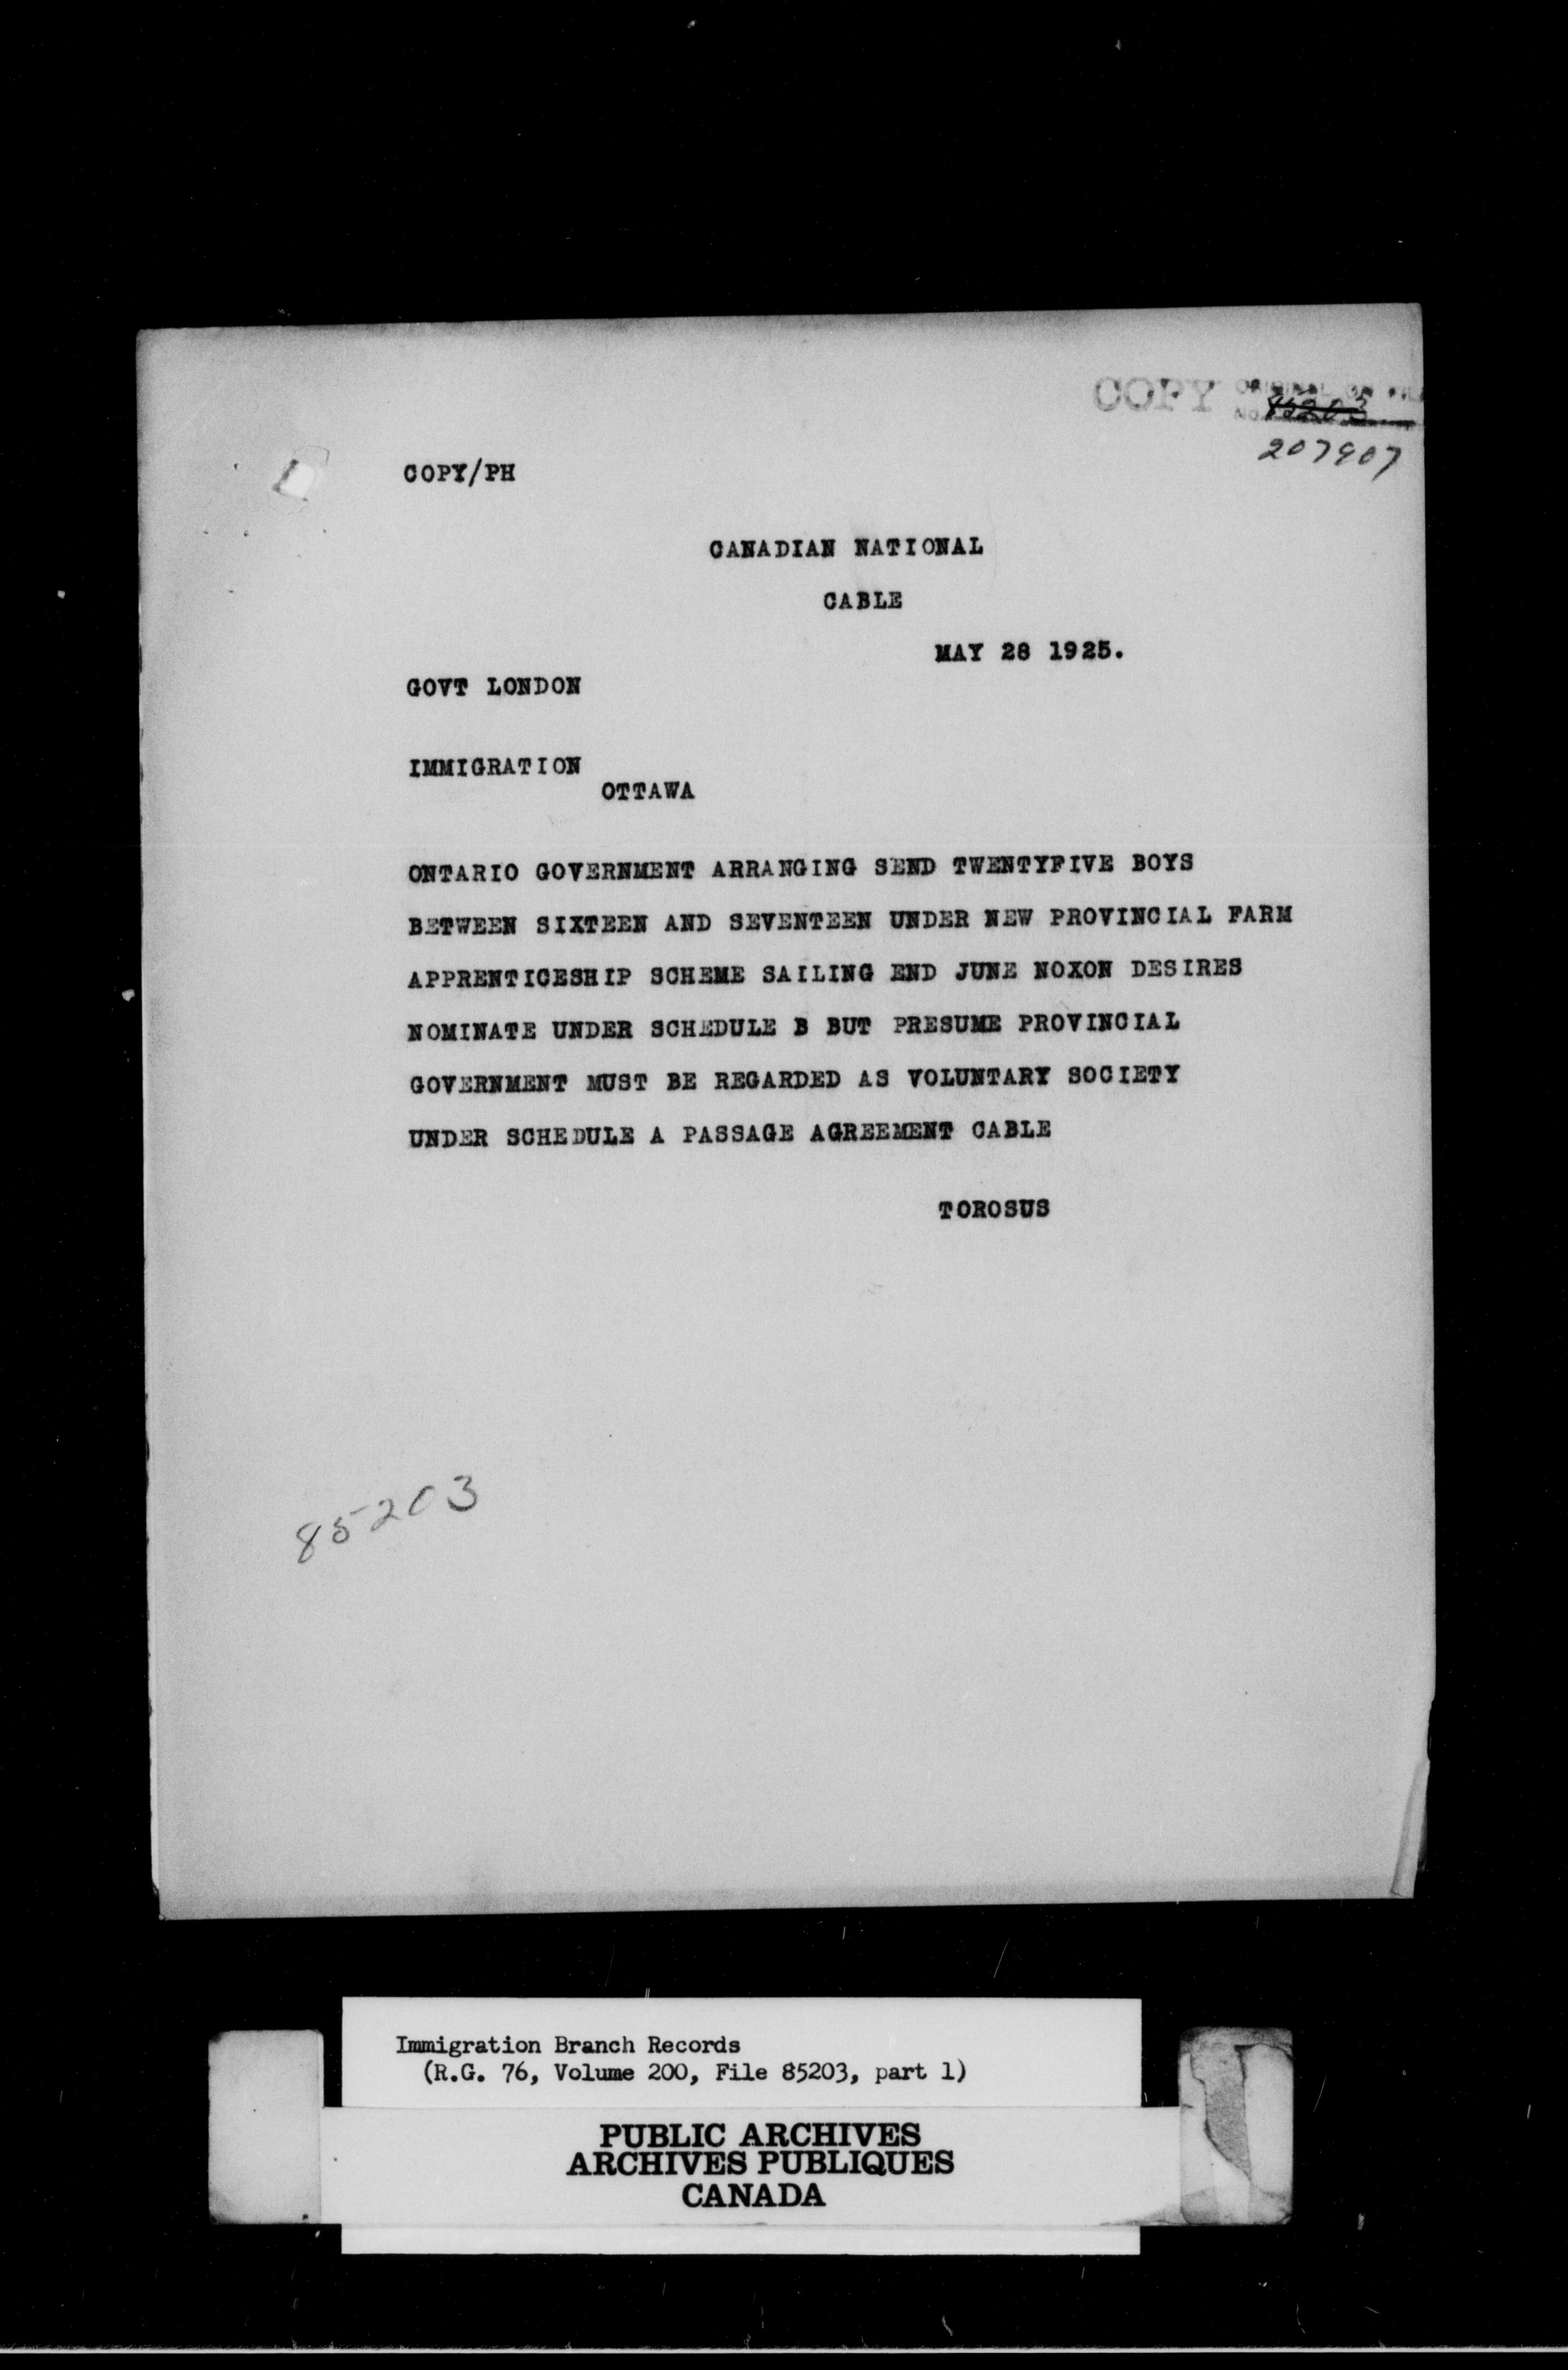 COPY
85203
207907
COPY/PH
CANADIAN NATIONAL
CABLE
MAY 28 1925.
GOVT LONDON
IMMIGRATION
OTTAWA
ONTARIO GOVERNMENT ARRANGING SEND TWENTYFIVE BOYS
BETWEEN SIXTEEN AND SEVENTEEN UNDER NEW PROVINCIAL FARM
APPRENTICESHIP SCHEME SAILING END JUNE NOXON DESIRES
NOMINATE UNDER SCHEDULE B BUT PRESUME PROVINCIAL
GOVERNMENT MUST BE REGARDED AS VOLUNTARY SOCIETY
UNDER SCHEDULE A PASSAGE AGREEMENT CABLE
TOROSUS
85203
Immigration Branch Records
(R.G. 76, Volume 200, File 85203, part 1)
PUBLIC ARCHIVES
ARCHIVES PUBLIQUES
CANADA